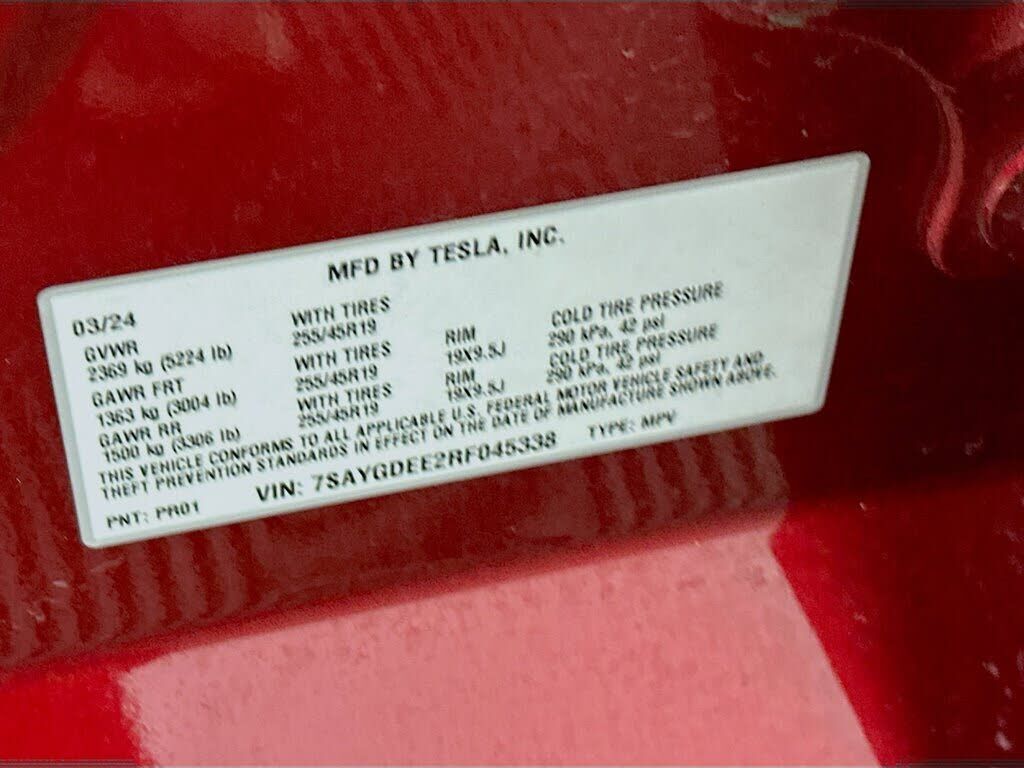 MFD BY TESLA, INC.
03/24
GVWR WITH TIRES
2369 kg (5224 lb) 255/45R19 RIM COLD TIRE PRESSURE
GAWR FRT WITH TIRES 19X9.5J 290 kPa, 42 psi
1363 kg (3004 lb) 255/45R19 RIM COLD TIRE PRESSURE
GAWR RR WITH TIRES 19X9.5J 290 kPa, 42 psi
1500 kg (3306 lb) 255/45R19
THIS VEHICLE CONFORMS TO ALL APPLICABLE U.S. FEDERAL MOTOR VEHICLE SAFETY AND
THEFT PREVENTION STANDARDS IN EFFECT ON THE DATE OF MANUFACTURE SHOWN ABOVE.
PNT: PR01 VIN: 7SAYGDEE2RF045338 TYPE: MPV